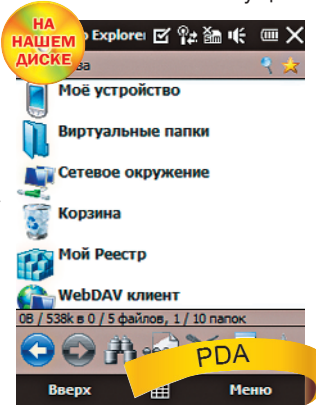 НА
НАШЕМ
ДИСКЕ
Explorer
Sim
Моё устройство
Виртуальные папки
Сетевое окружение
Корзина
Мой Реестр
WebDAV клиент
0B / 538k в 0 / 5 файлов, 1 / 10 папок
PDA
Вверх
Меню